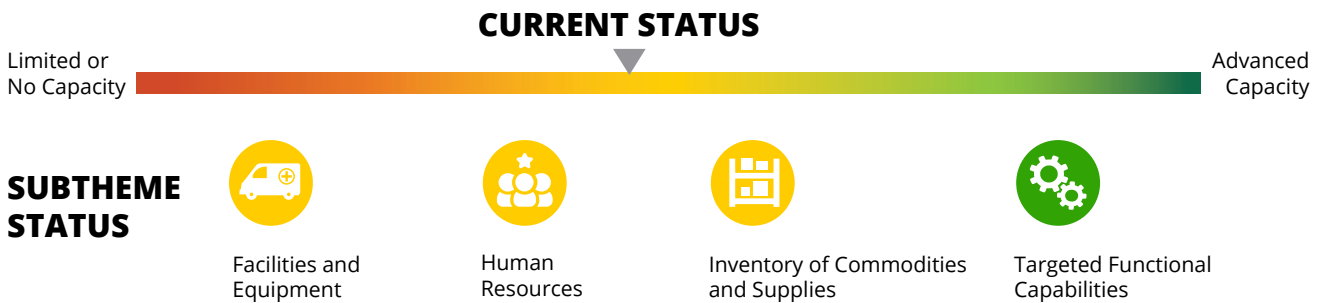 CURRENT STATUS
Limited or
No Capacity
Advanced
Capacity
SUBTHEME
STATUS
Facilities and
Equipment
Human
Resources
Inventory of Commodities
and Supplies
Targeted Functional
Capabilities